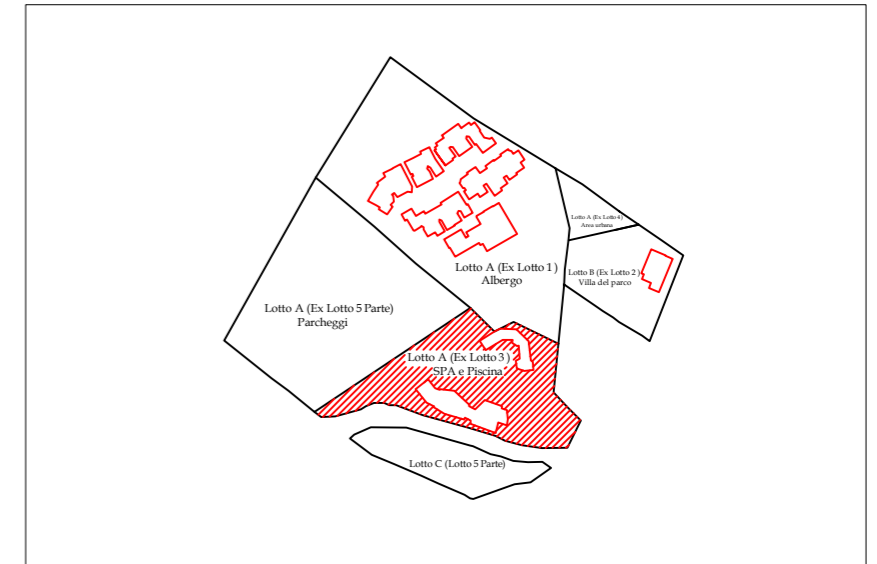 Lotto A (Ex Lotto 4)
Area urbana
Lotto A (Ex Lotto 1)
Albergo
Lotto B (Ex Lotto 2)
Villa del parco
Lotto A (Ex Lotto 5 Parte)
Parcheggi
Lotto A (Ex Lotto 3)
SPA e Piscina
Lotto C (Lotto 5 Parte)